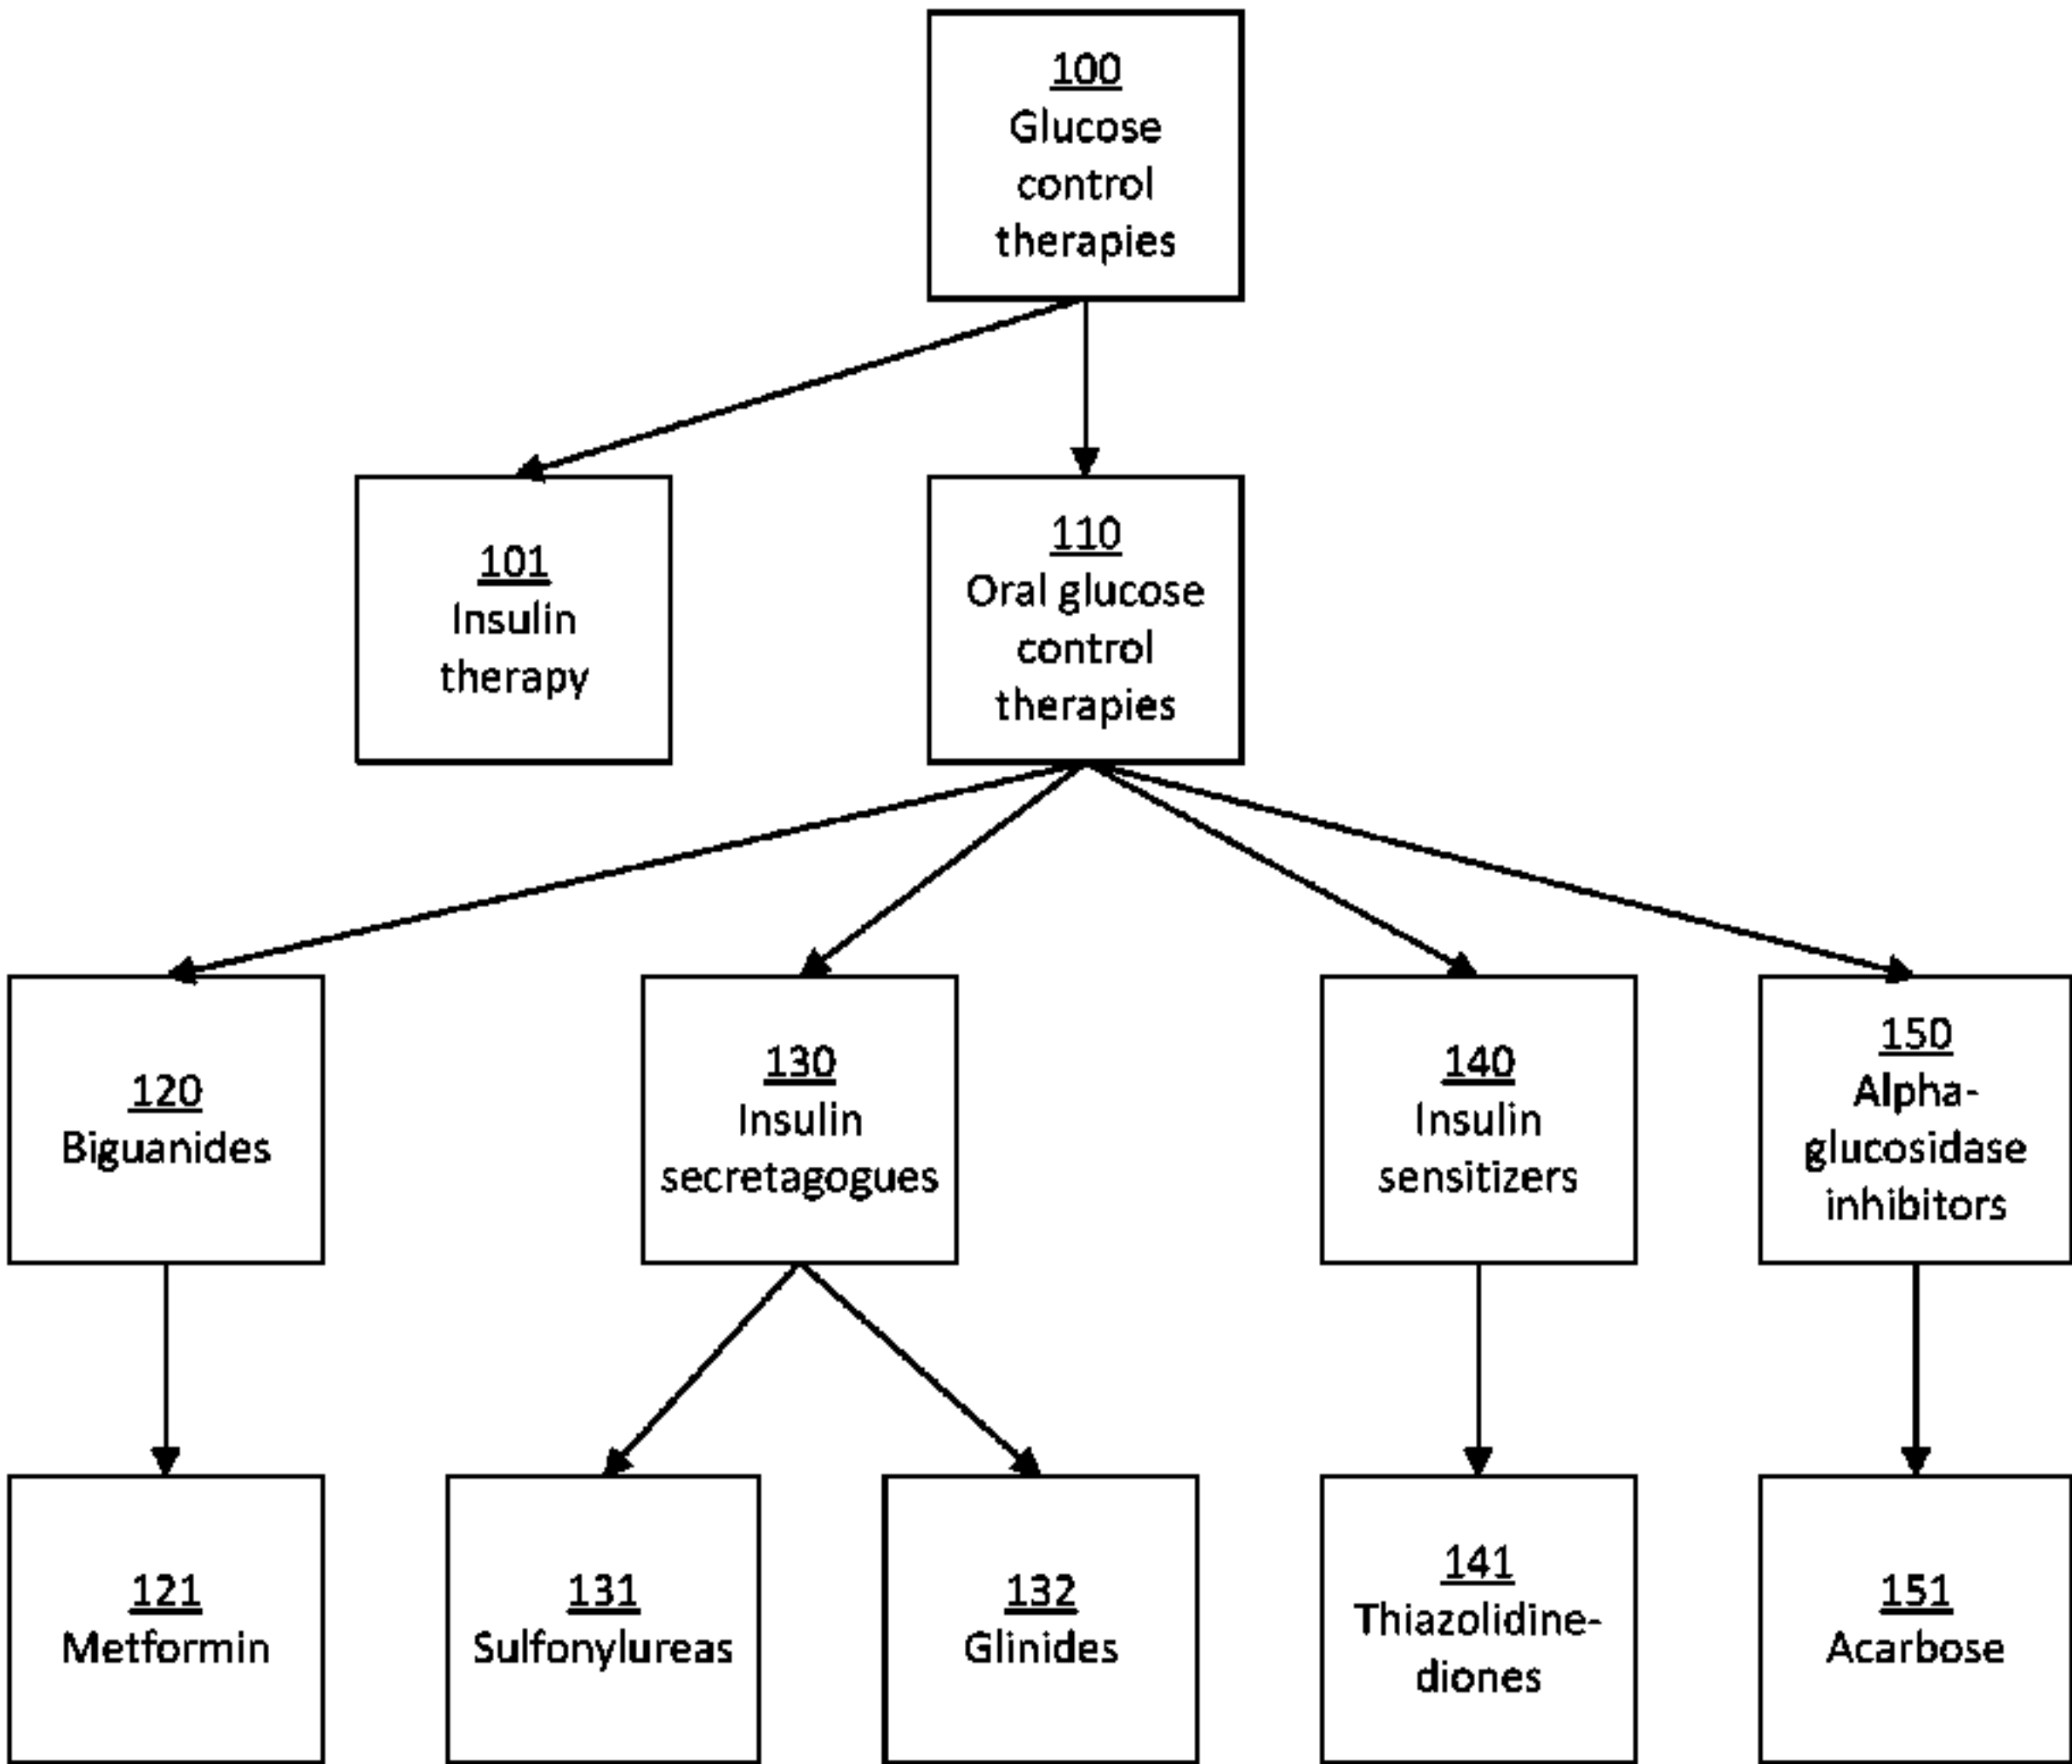 100
Glucose
control
therapies
101
Insulin
therapy
110
Oral glucose
control
therapies
120
Biguanides
130
Insulin
secretagogues
140
Insulin
sensitizers
150
Alpha-
glucosidase
inhibitors
121
Metformin
131
Sulfonylureas
132
Glinides
141
Thiazolidine-
diones
151
Acarbose